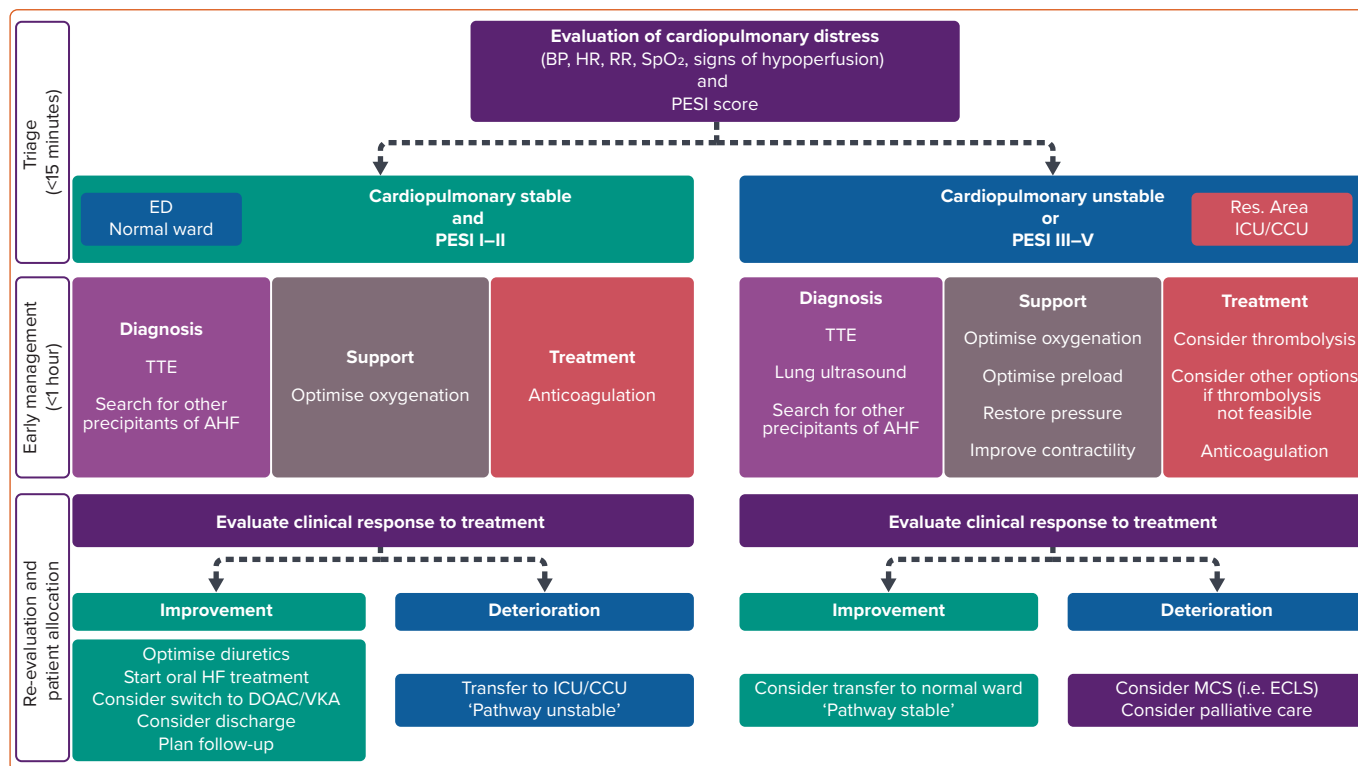 Triage
(<15 minutes)
Evaluation of cardiopulmonary distress
(BP, HR, RR, SpO₂, signs of hypoperfusion)
and
PESI score
ED
Normal ward
Cardiopulmonary stable
and
PESI I–II
Cardiopulmonary unstable
or
PESI III–V
Res. Area
ICU/CCU
Early management
(<1 hour)
Diagnosis
TTE
Search for other
precipitants of AHF
Support
Optimise oxygenation
Treatment
Anticoagulation
Diagnosis
TTE
Lung ultrasound
Search for other
precipitants of AHF
Support
Optimise oxygenation
Optimise preload
Restore pressure
Improve contractility
Treatment
Consider thrombolysis
Consider other options
if thrombolysis
not feasible
Anticoagulation
Re-evaluation and
patient allocation
Evaluate clinical response to treatment
Improvement
Optimise diuretics
Start oral HF treatment
Consider switch to DOAC/VKA
Consider discharge
Plan follow-up
Deterioration
Transfer to ICU/CCU
‘Pathway unstable’
Evaluate clinical response to treatment
Improvement
Consider transfer to normal ward
‘Pathway stable’
Deterioration
Consider MCS (i.e. ECLS)
Consider palliative care